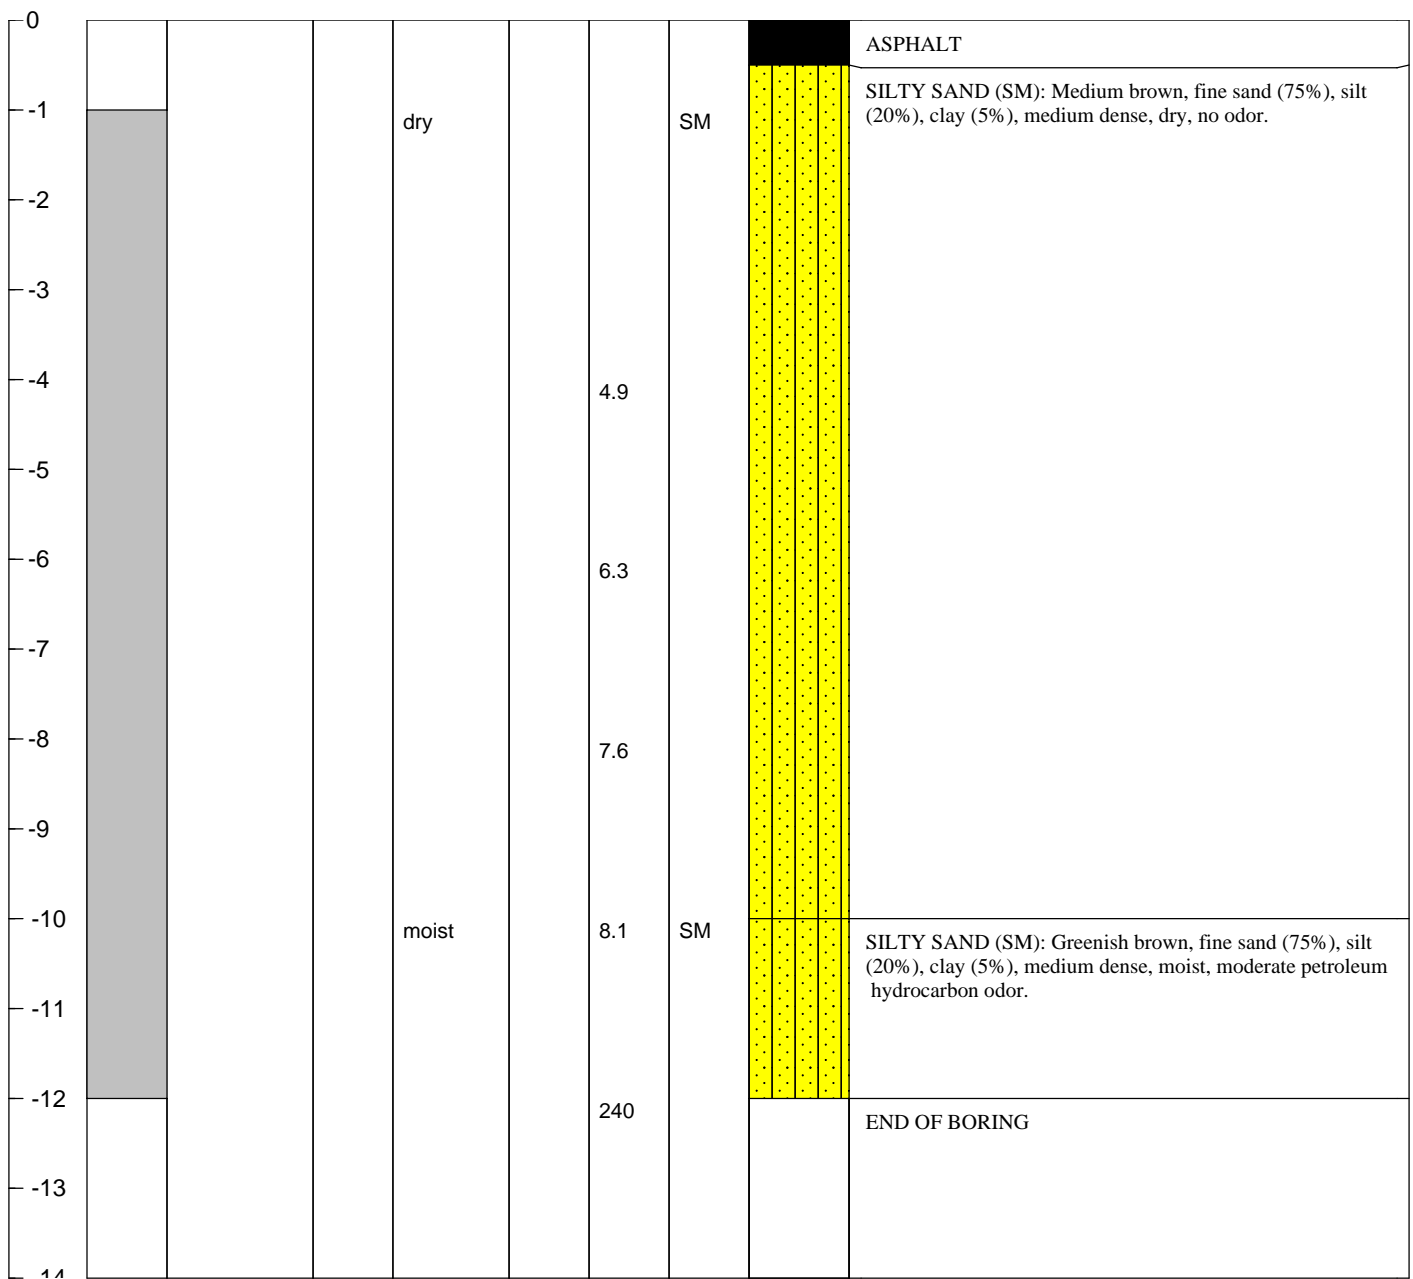 0
ASPHALT
SILTY SAND (SM): Medium brown, fine sand (75%), silt
(20%), clay (5%), medium dense, dry, no odor.
-1
dry
SM
-2
-3
-4
4.9
-5
-6
6.3
-7
-8
7.6
-9
-10
moist
8.1
SM
SILTY SAND (SM): Greenish brown, fine sand (75%), silt
(20%), clay (5%), medium dense, moist, moderate petroleum
hydrocarbon odor.
-11
-12
240
END OF BORING
-13
-14